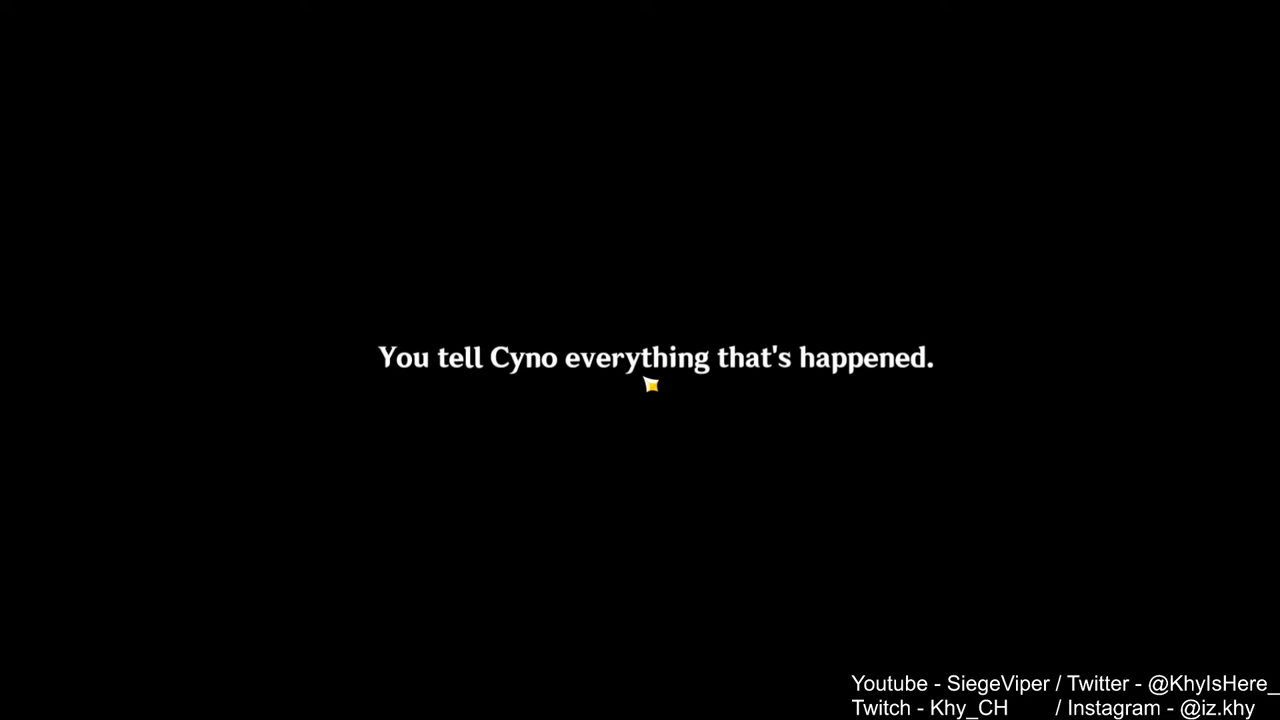 You tell Cyno everything that's happened.
Youtube - SiegeViper / Twitter - @KhyIsHere_
Twitch - Khy_CH / Instagram - @iz.khy